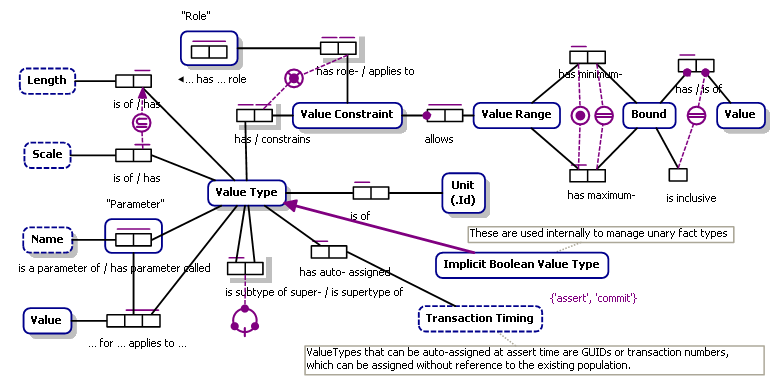 "Role"
◄... has ... role
has role- / applies to
Length
is of / has
has minimum-
has / is of
has / constrains
Value Constraint
allows
Value Range
Bound
Value
Scale
is of / has
has maximum-
is inclusive
Value Type
Unit
(.Id)
is of
"Parameter"
Name
is a parameter of / has parameter called
These are used internally to manage unary fact types
has auto- assigned
Implicit Boolean Value Type
is subtype of super- / is supertype of
{'assert', 'commit'}
Value
Transaction Timing
... for ... applies to ...
ValueTypes that can be auto-assigned at assert time are GUIDs or transaction numbers,
which can be assigned without reference to the existing population.